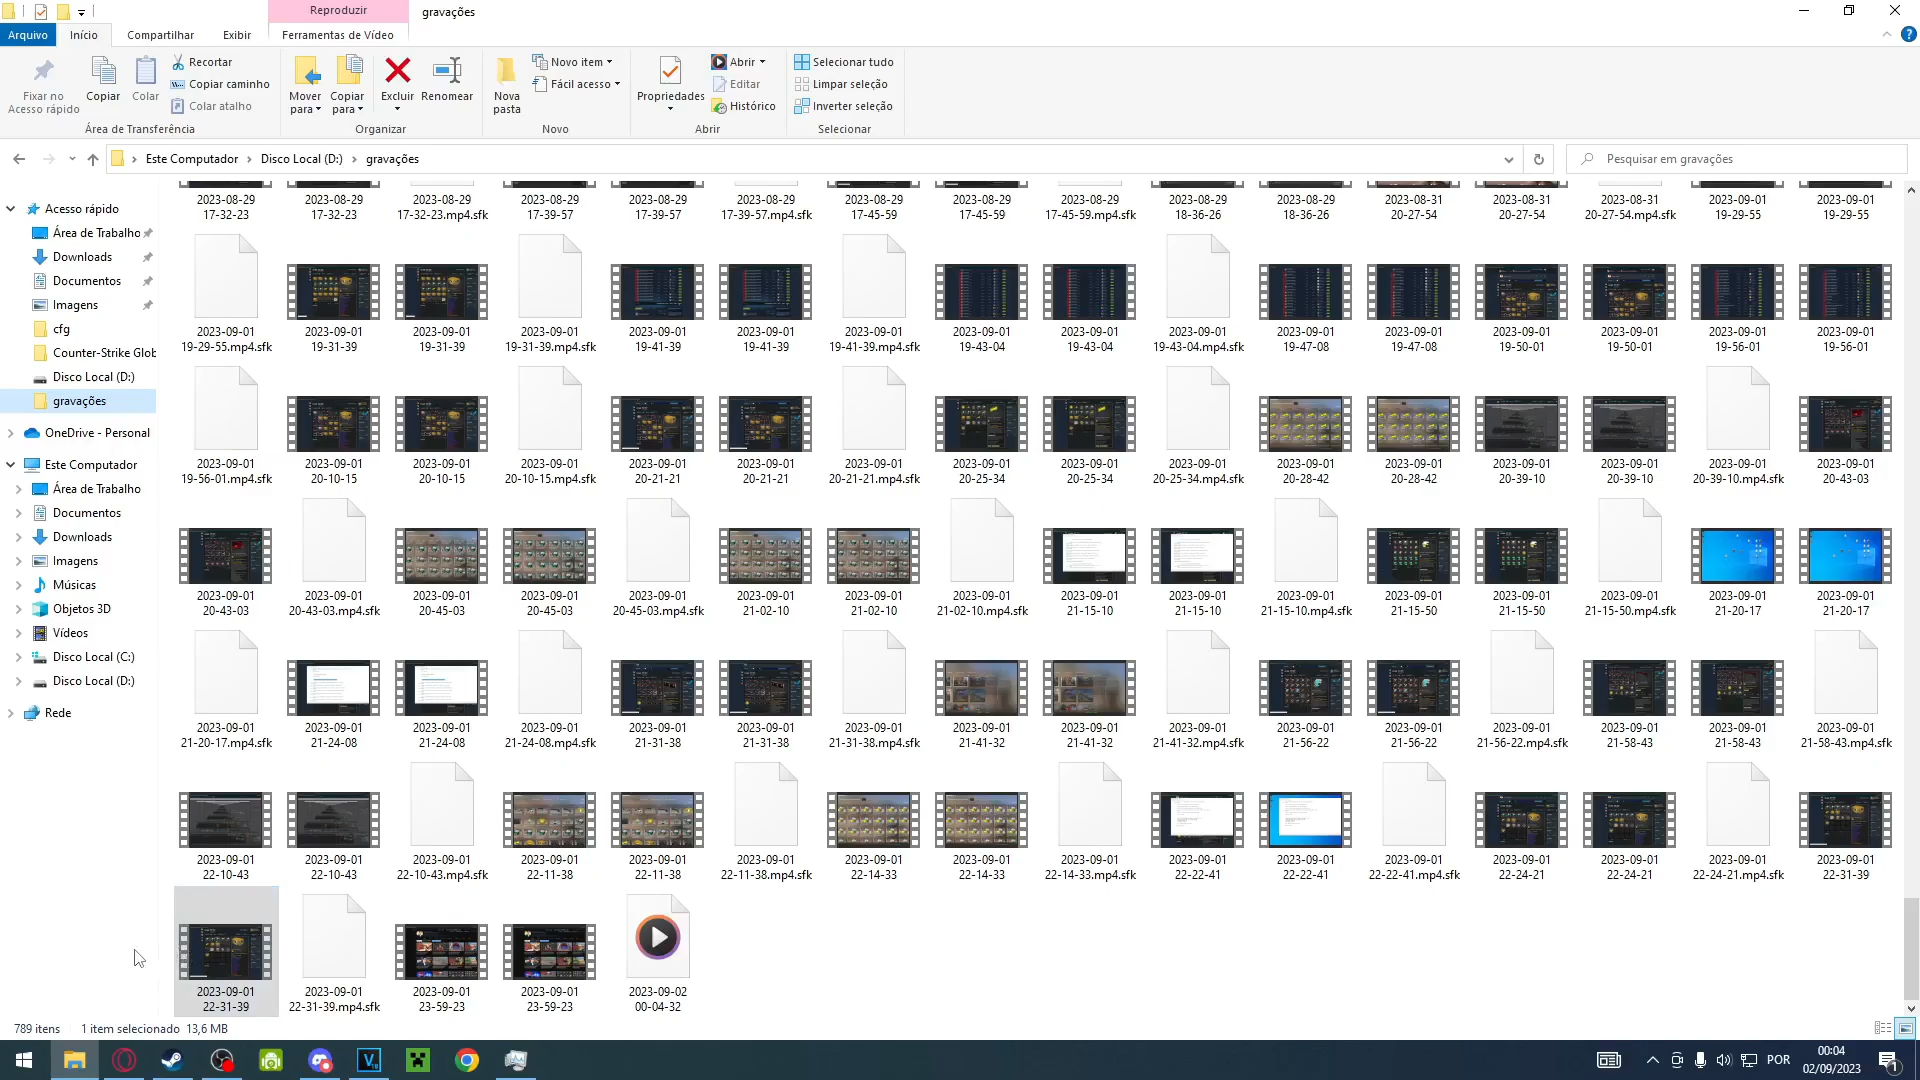 Reproduzir
gravações
Arquivo
Início
Compartilhar
Exibir
Ferramentas de Vídeo
?
Fixar no
Acesso rápido
Copiar
Colar
Recortar
Copiar caminho
Colar atalho
Área de Transferência
Mover
para
Copiar
para
Excluir
Renomear
Organizar
Nova
pasta
Novo item
Fácil acesso
Novo
Propriedades
Abrir
Editar
Histórico
Abrir
Selecionar tudo
Limpar seleção
Inverter seleção
Selecionar
Este Computador
Disco Local (D:)
gravações
Pesquisar em gravações
Acesso rápido
Área de Trabalho
Downloads
Documentos
Imagens
cfg
Counter-Strike Glob
Disco Local (D:)
gravações
OneDrive - Personal
Este Computador
Área de Trabalho
Documentos
Downloads
Imagens
Músicas
Objetos 3D
Vídeos
Disco Local (C:)
Disco Local (D:)
Rede
2023-08-29
17-32-23
2023-08-29
17-32-23
2023-08-29
17-32-23.mp4.sfk
2023-08-29
17-39-57
2023-08-29
17-39-57
2023-08-29
17-39-57.mp4.sfk
2023-08-29
17-45-59
2023-08-29
17-45-59
2023-08-29
17-45-59.mp4.sfk
2023-08-29
18-36-26
2023-08-29
18-36-26
2023-08-31
20-27-54
2023-08-31
20-27-54
2023-08-31
20-27-54.mp4.sfk
2023-09-01
19-29-55
2023-09-01
19-29-55
2023-09-01
19-29-55.mp4.sfk
2023-09-01
19-31-39
2023-09-01
19-31-39
2023-09-01
19-31-39.mp4.sfk
2023-09-01
19-41-39
2023-09-01
19-41-39
2023-09-01
19-41-39.mp4.sfk
2023-09-01
19-43-04
2023-09-01
19-43-04
2023-09-01
19-43-04.mp4.sfk
2023-09-01
19-47-08
2023-09-01
19-47-08
2023-09-01
19-50-01
2023-09-01
19-50-01
2023-09-01
19-56-01
2023-09-01
19-56-01
2023-09-01
19-56-01.mp4.sfk
2023-09-01
20-10-15
2023-09-01
20-10-15
2023-09-01
20-10-15.mp4.sfk
2023-09-01
20-21-21
2023-09-01
20-21-21
2023-09-01
20-21-21.mp4.sfk
2023-09-01
20-25-34
2023-09-01
20-25-34
2023-09-01
20-25-34.mp4.sfk
2023-09-01
20-28-42
2023-09-01
20-28-42
2023-09-01
20-39-10
2023-09-01
20-39-10
2023-09-01
20-39-10.mp4.sfk
2023-09-01
20-43-03
2023-09-01
20-43-03
2023-09-01
20-43-03.mp4.sfk
2023-09-01
20-45-03
2023-09-01
20-45-03
2023-09-01
20-45-03.mp4.sfk
2023-09-01
21-02-10
2023-09-01
21-02-10
2023-09-01
21-02-10.mp4.sfk
2023-09-01
21-15-10
2023-09-01
21-15-10
2023-09-01
21-15-10.mp4.sfk
2023-09-01
21-15-50
2023-09-01
21-15-50
2023-09-01
21-15-50.mp4.sfk
2023-09-01
21-20-17
2023-09-01
21-20-17
2023-09-01
21-20-17.mp4.sfk
2023-09-01
21-24-08
2023-09-01
21-24-08
2023-09-01
21-24-08.mp4.sfk
2023-09-01
21-31-38
2023-09-01
21-31-38
2023-09-01
21-31-38.mp4.sfk
2023-09-01
21-41-32
2023-09-01
21-41-32
2023-09-01
21-41-32.mp4.sfk
2023-09-01
21-56-22
2023-09-01
21-56-22
2023-09-01
21-56-22.mp4.sfk
2023-09-01
21-58-43
2023-09-01
21-58-43
2023-09-01
21-58-43.mp4.sfk
2023-09-01
22-10-43
2023-09-01
22-10-43
2023-09-01
22-10-43.mp4.sfk
2023-09-01
22-11-38
2023-09-01
22-11-38
2023-09-01
22-11-38.mp4.sfk
2023-09-01
22-14-33
2023-09-01
22-14-33
2023-09-01
22-14-33.mp4.sfk
2023-09-01
22-22-41
2023-09-01
22-22-41
2023-09-01
22-22-41.mp4.sfk
2023-09-01
22-24-21
2023-09-01
22-24-21
2023-09-01
22-24-21.mp4.sfk
2023-09-01
22-31-39
2023-09-01
22-31-39
2023-09-01
22-31-39.mp4.sfk
2023-09-01
23-59-23
2023-09-01
23-59-23
2023-09-02
00-04-32
789 itens
1 item selecionado 13,6 MB
POR
00:04
02/09/2023
1